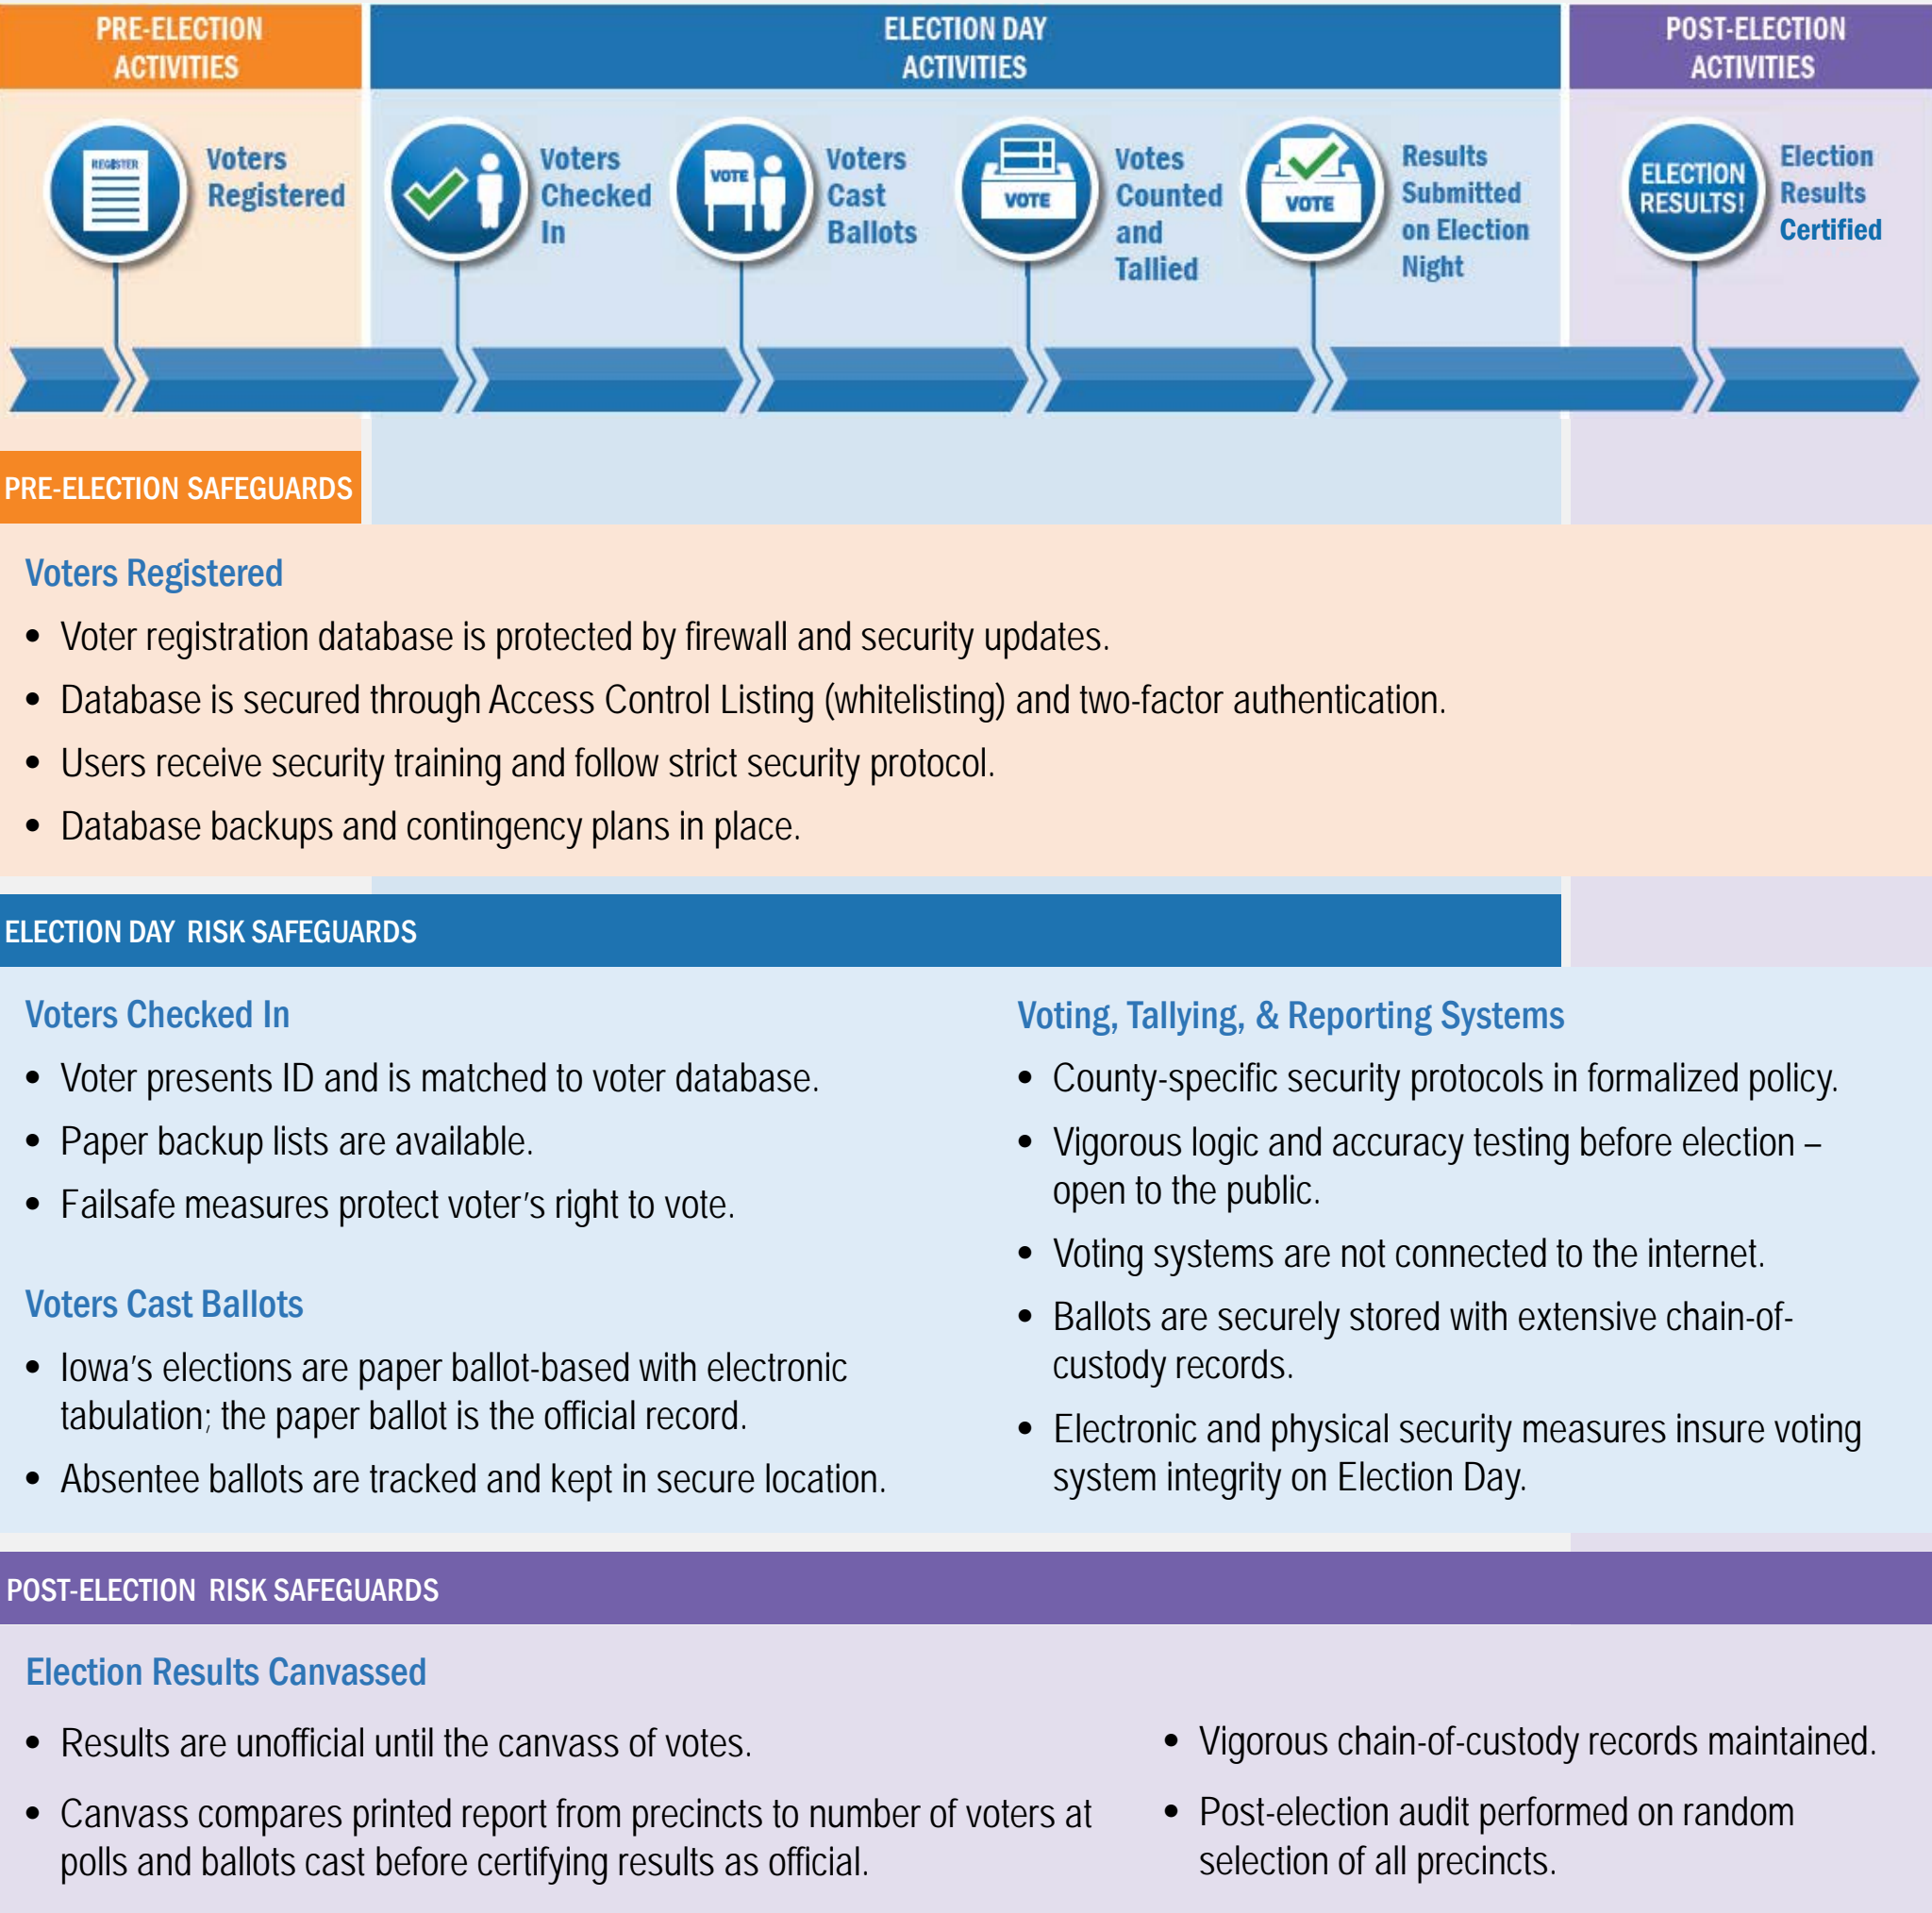 PRE-ELECTION
ACTIVITIES
ELECTION DAY
ACTIVITIES
POST-ELECTION
ACTIVITIES
REGISTER
Voters
Registered
Voters
Checked
In
VOTE
Voters
Cast
Ballots
VOTE
Votes
Counted
and
Tallied
VOTE
Results
Submitted
on Election
Night
ELECTION
RESULTS!
Election
Results
Certified
PRE-ELECTION SAFEGUARDS
Voters Registered
• Voter registration database is protected by firewall and security updates.
• Database is secured through Access Control Listing (whitelisting) and two-factor authentication.
• Users receive security training and follow strict security protocol.
• Database backups and contingency plans in place.
ELECTION DAY RISK SAFEGUARDS
Voters Checked In
• Voter presents ID and is matched to voter database.
• Paper backup lists are available.
• Failsafe measures protect voter's right to vote.
Voters Cast Ballots
• Iowa's elections are paper ballot-based with electronic
tabulation; the paper ballot is the official record.
• Absentee ballots are tracked and kept in secure location.
Voting, Tallying, & Reporting Systems
• County-specific security protocols in formalized policy.
• Vigorous logic and accuracy testing before election –
open to the public.
• Voting systems are not connected to the internet.
• Ballots are securely stored with extensive chain-of-
custody records.
• Electronic and physical security measures insure voting
system integrity on Election Day.
POST-ELECTION RISK SAFEGUARDS
Election Results Canvassed
• Results are unofficial until the canvass of votes.
• Canvass compares printed report from precincts to number of voters at
polls and ballots cast before certifying results as official.
• Vigorous chain-of-custody records maintained.
• Post-election audit performed on random
selection of all precincts.